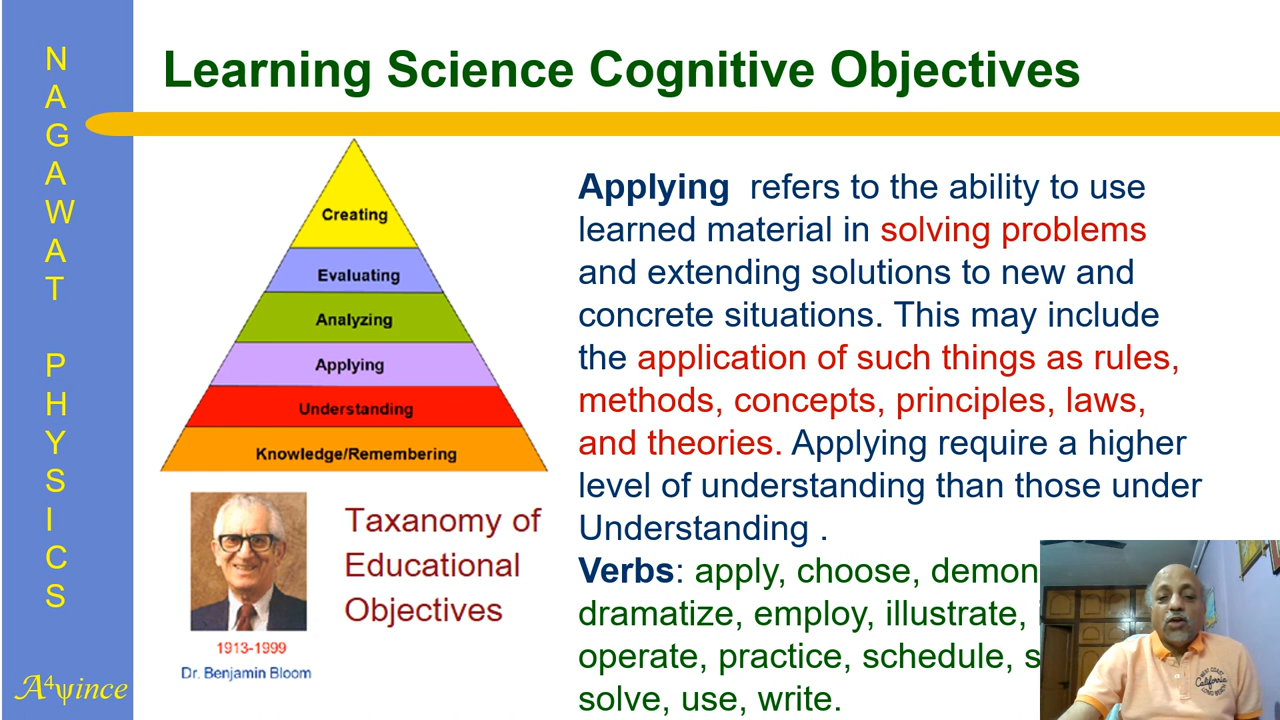 Learning Science Cognitive Objectives
NAGAWAT PHYSICS
Creating
Evaluating
Analyzing
Applying
Understanding
Knowledge/Remembering
Taxanomy of
Educational
Objectives
1913-1999
Dr. Benjamin Bloom
A⁴ψince
Applying refers to the ability to use
learned material in solving problems
and extending solutions to new and
concrete situations. This may include
the application of such things as rules,
methods, concepts, principles, laws,
and theories. Applying require a higher
level of understanding than those under
Understanding .
Verbs: apply, choose, demon
dramatize, employ, illustrate,
operate, practice, schedule, s
solve, use, write.
California